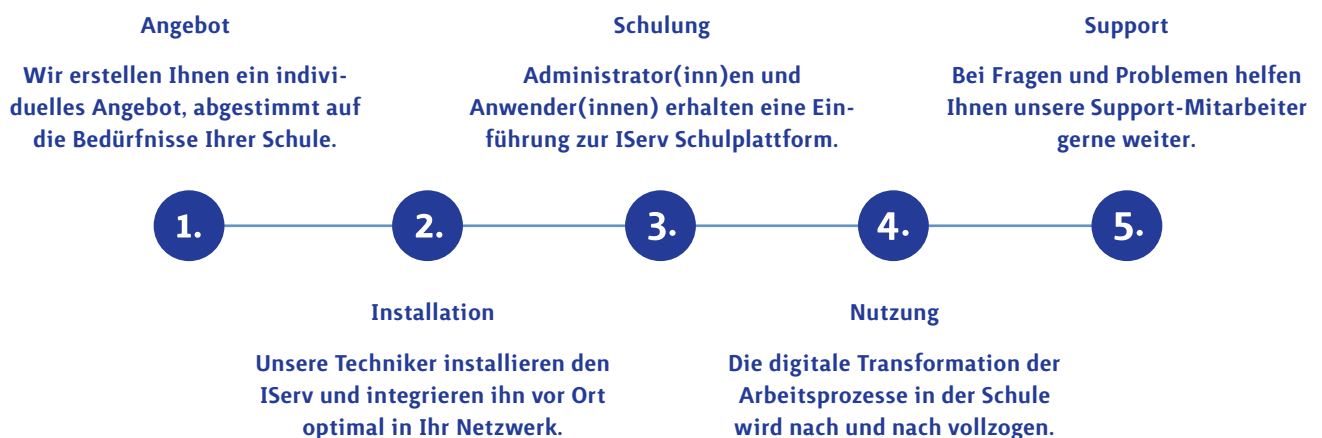 Angebot
Wir erstellen Ihnen ein indivi-
duelles Angebot, abgestimmt auf
die Bedürfnisse Ihrer Schule.
Schulung
Administrator(inn)en und
Anwender(innen) erhalten eine Ein-
führung zur IServ Schulplattform.
Support
Bei Fragen und Problemen helfen
Ihnen unsere Support-Mitarbeiter
gerne weiter.
1.
2.
3.
4.
5.
Installation
Unsere Techniker installieren den
IServ und integrieren ihn vor Ort
optimal in Ihr Netzwerk.
Nutzung
Die digitale Transformation der
Arbeitsprozesse in der Schule
wird nach und nach vollzogen.